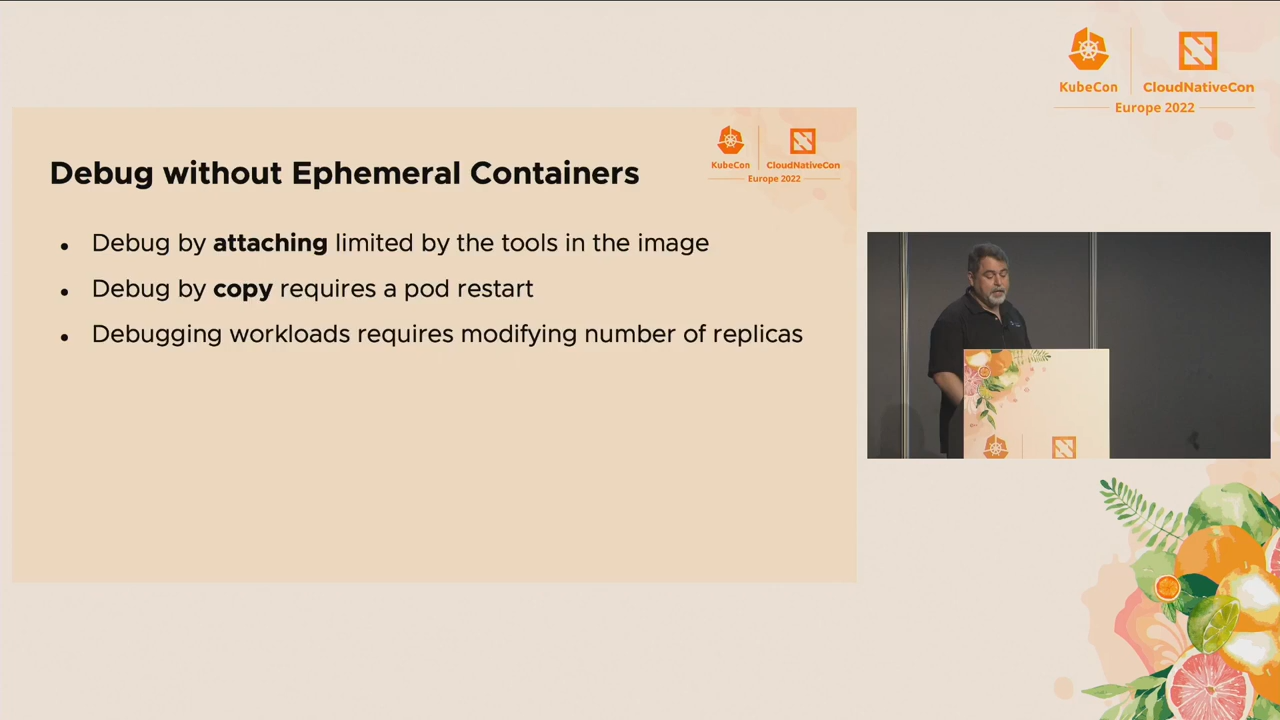 KubeCon
CloudNativeCon
Europe 2022
KubeCon
CloudNativeCon
Europe 2022
Debug without Ephemeral Containers
• Debug by attaching limited by the tools in the image
• Debug by copy requires a pod restart
• Debugging workloads requires modifying number of replicas